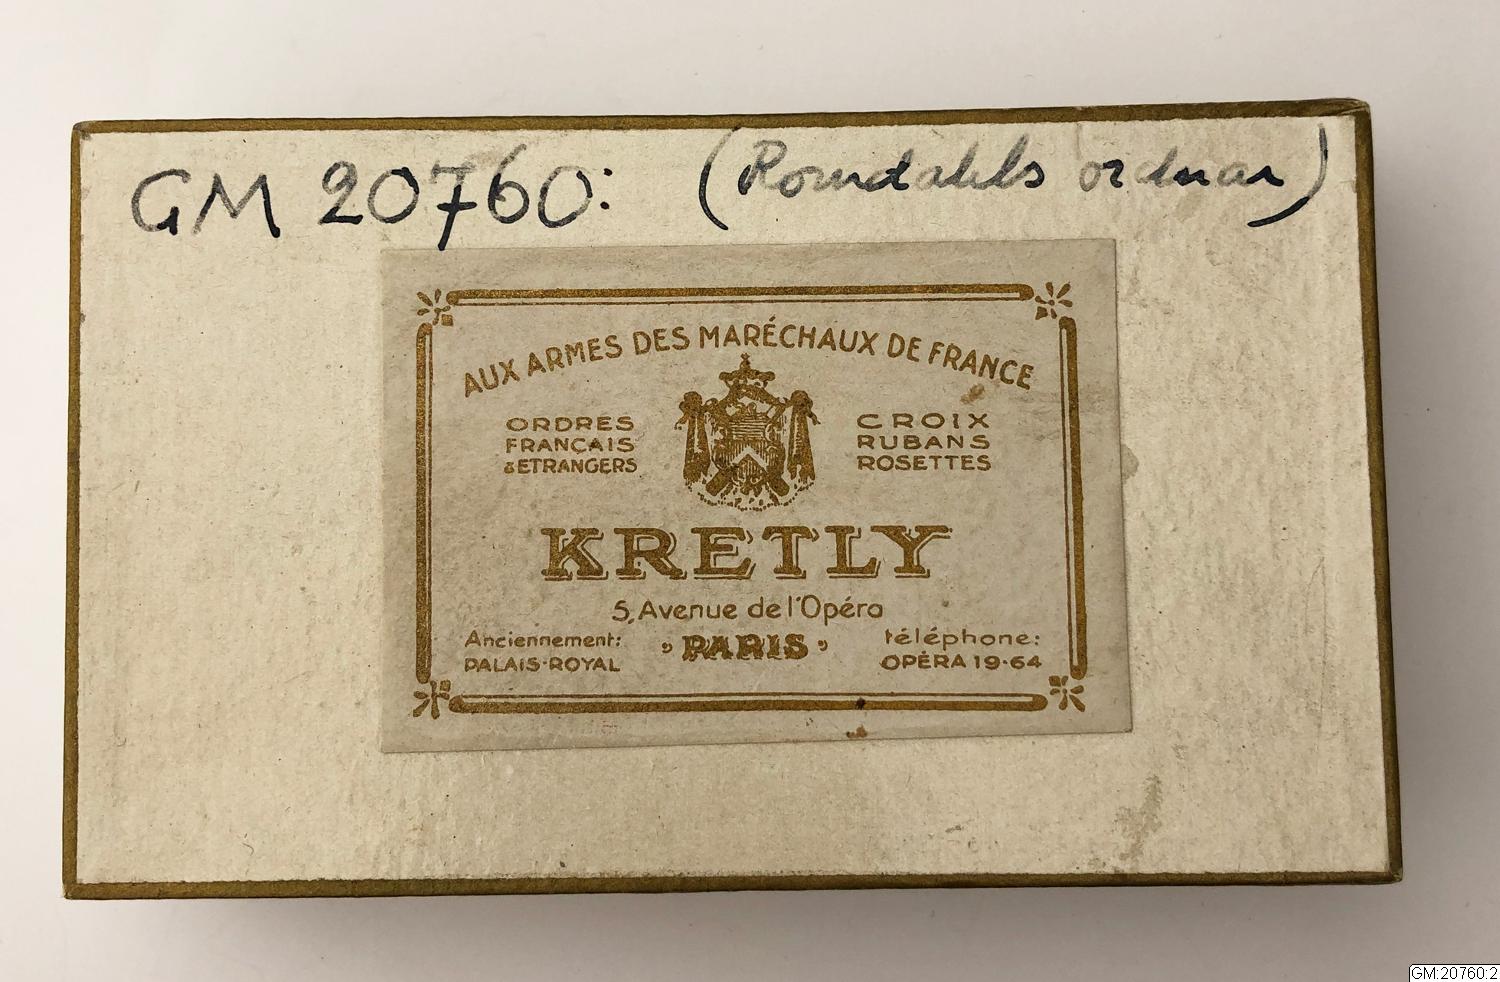 GM 20760: (Romdahls ordnar)
AUX ARMES DES MARÉCHAUX DE FRANCE
ORDRES
FRANÇAIS
& ETRANGERS
CROIX
RUBANS
ROSETTES
KRETLY
5, Avenue de l'Opéra
Anciennement:
PALAIS-ROYAL
PARIS
téléphone:
OPÉRA 19-64
GM:20760:2